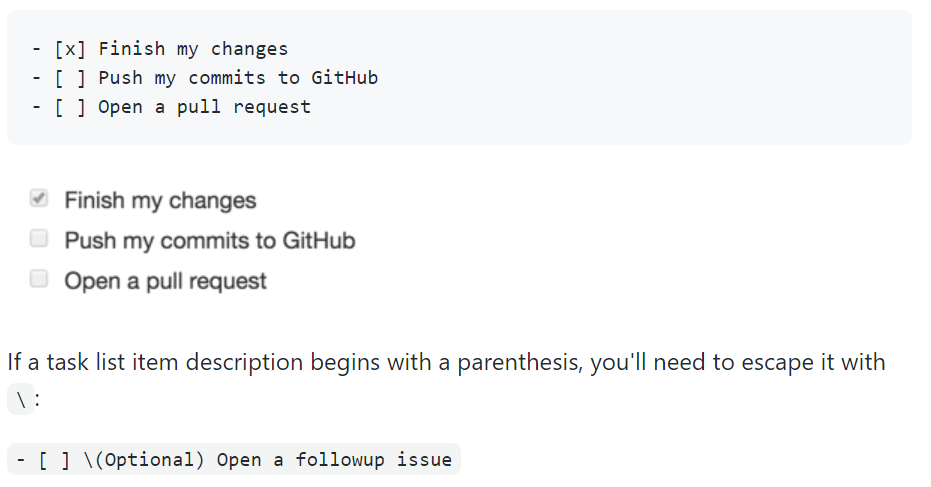 - [x] Finish my changes
- [ ] Push my commits to GitHub
- [ ] Open a pull request
Finish my changes
Push my commits to GitHub
Open a pull request
If a task list item description begins with a parenthesis, you'll need to escape it with
\ :
- [ ] \(Optional) Open a followup issue